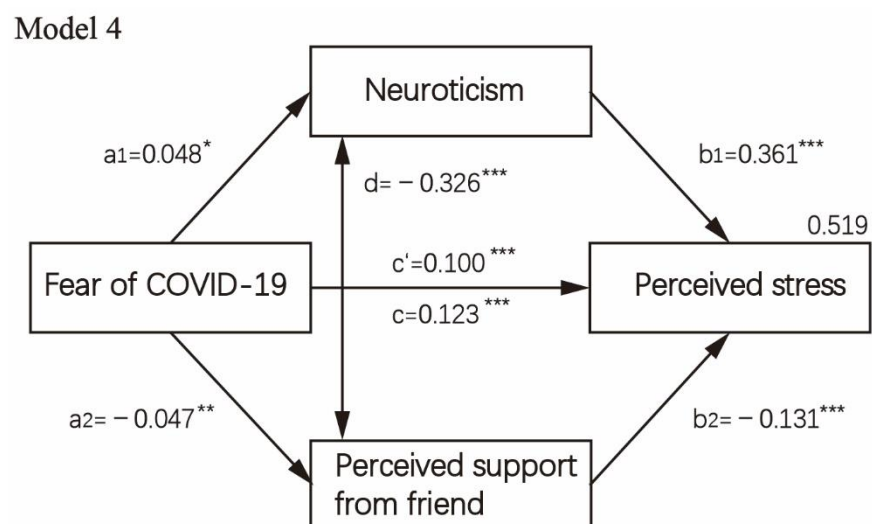 Model 4
Neuroticism
a1=0.048*
b1=0.361***
d= −0.326***
0.519
Fear of COVID-19
c‘=0.100 ***
Perceived stress
c=0.123 ***
a2= −0.047**
b2= −0.131***
Perceived support
from friend